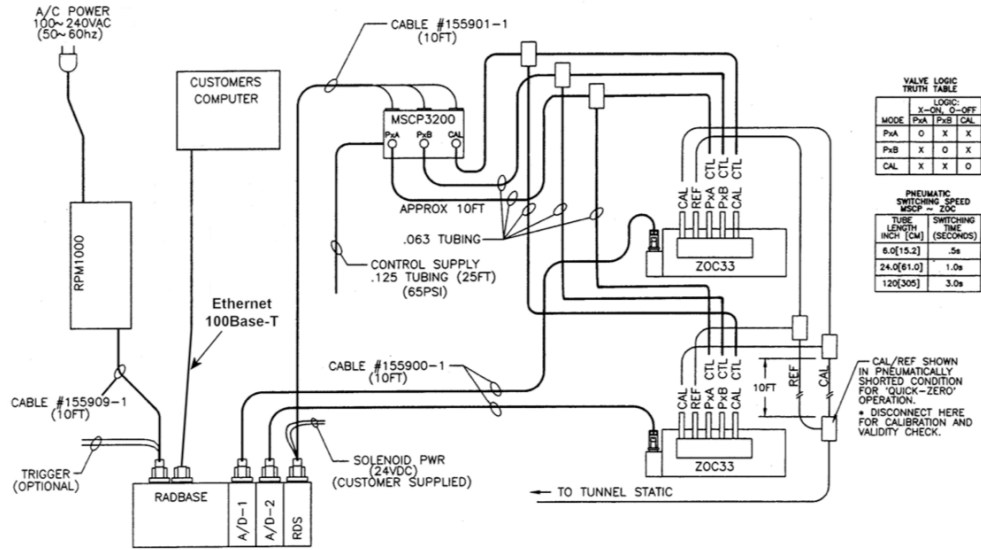 A/C POWER
100~240VAC
(50~60hz)
CABLE #155901-1
(10FT)
CUSTOMERS
COMPUTER
MSCP3200
PxA PxB CAL
VALVE LOGIC
TRUTH TABLE
LOGIC:
X-ON, O-OFF
MODE PxA PxB CAL
PxA O X X
PxB X O X
CAL X X O
PNEUMATIC
SWITCHING SPEED
MSCP ~ ZOC
TUBE LENGTH INCH [CM] SWITCHING TIME (SECONDS)
6.0[15.2] .5s
24.0[61.0] 1.0s
120[305] 3.0s
CAL
REF
PxA CTL
PxB CTL
CAL CTL
ZOC33
APPROX 10FT
.063 TUBING
CONTROL SUPPLY
.125 TUBING (25FT)
(65PSI)
RPM1000
Ethernet
100Base-T
CABLE #155900-1
(10FT)
CABLE #155909-1
(10FT)
CAL
REF
PxA CTL
PxB CTL
CAL CTL
ZOC33
10FT
REF
CAL
CAL/REF SHOWN
IN PNEUMATICALLY
SHORTED CONDITION
FOR 'QUICK-ZERO'
OPERATION.
* DISCONNECT HERE
FOR CALIBRATION AND
VALIDITY CHECK.
TRIGGER
(OPTIONAL)
SOLENOID PWR
(24VDC)
(CUSTOMER SUPPLIED)
TO TUNNEL STATIC
RADBASE
A/D-1
A/D-2
RDS